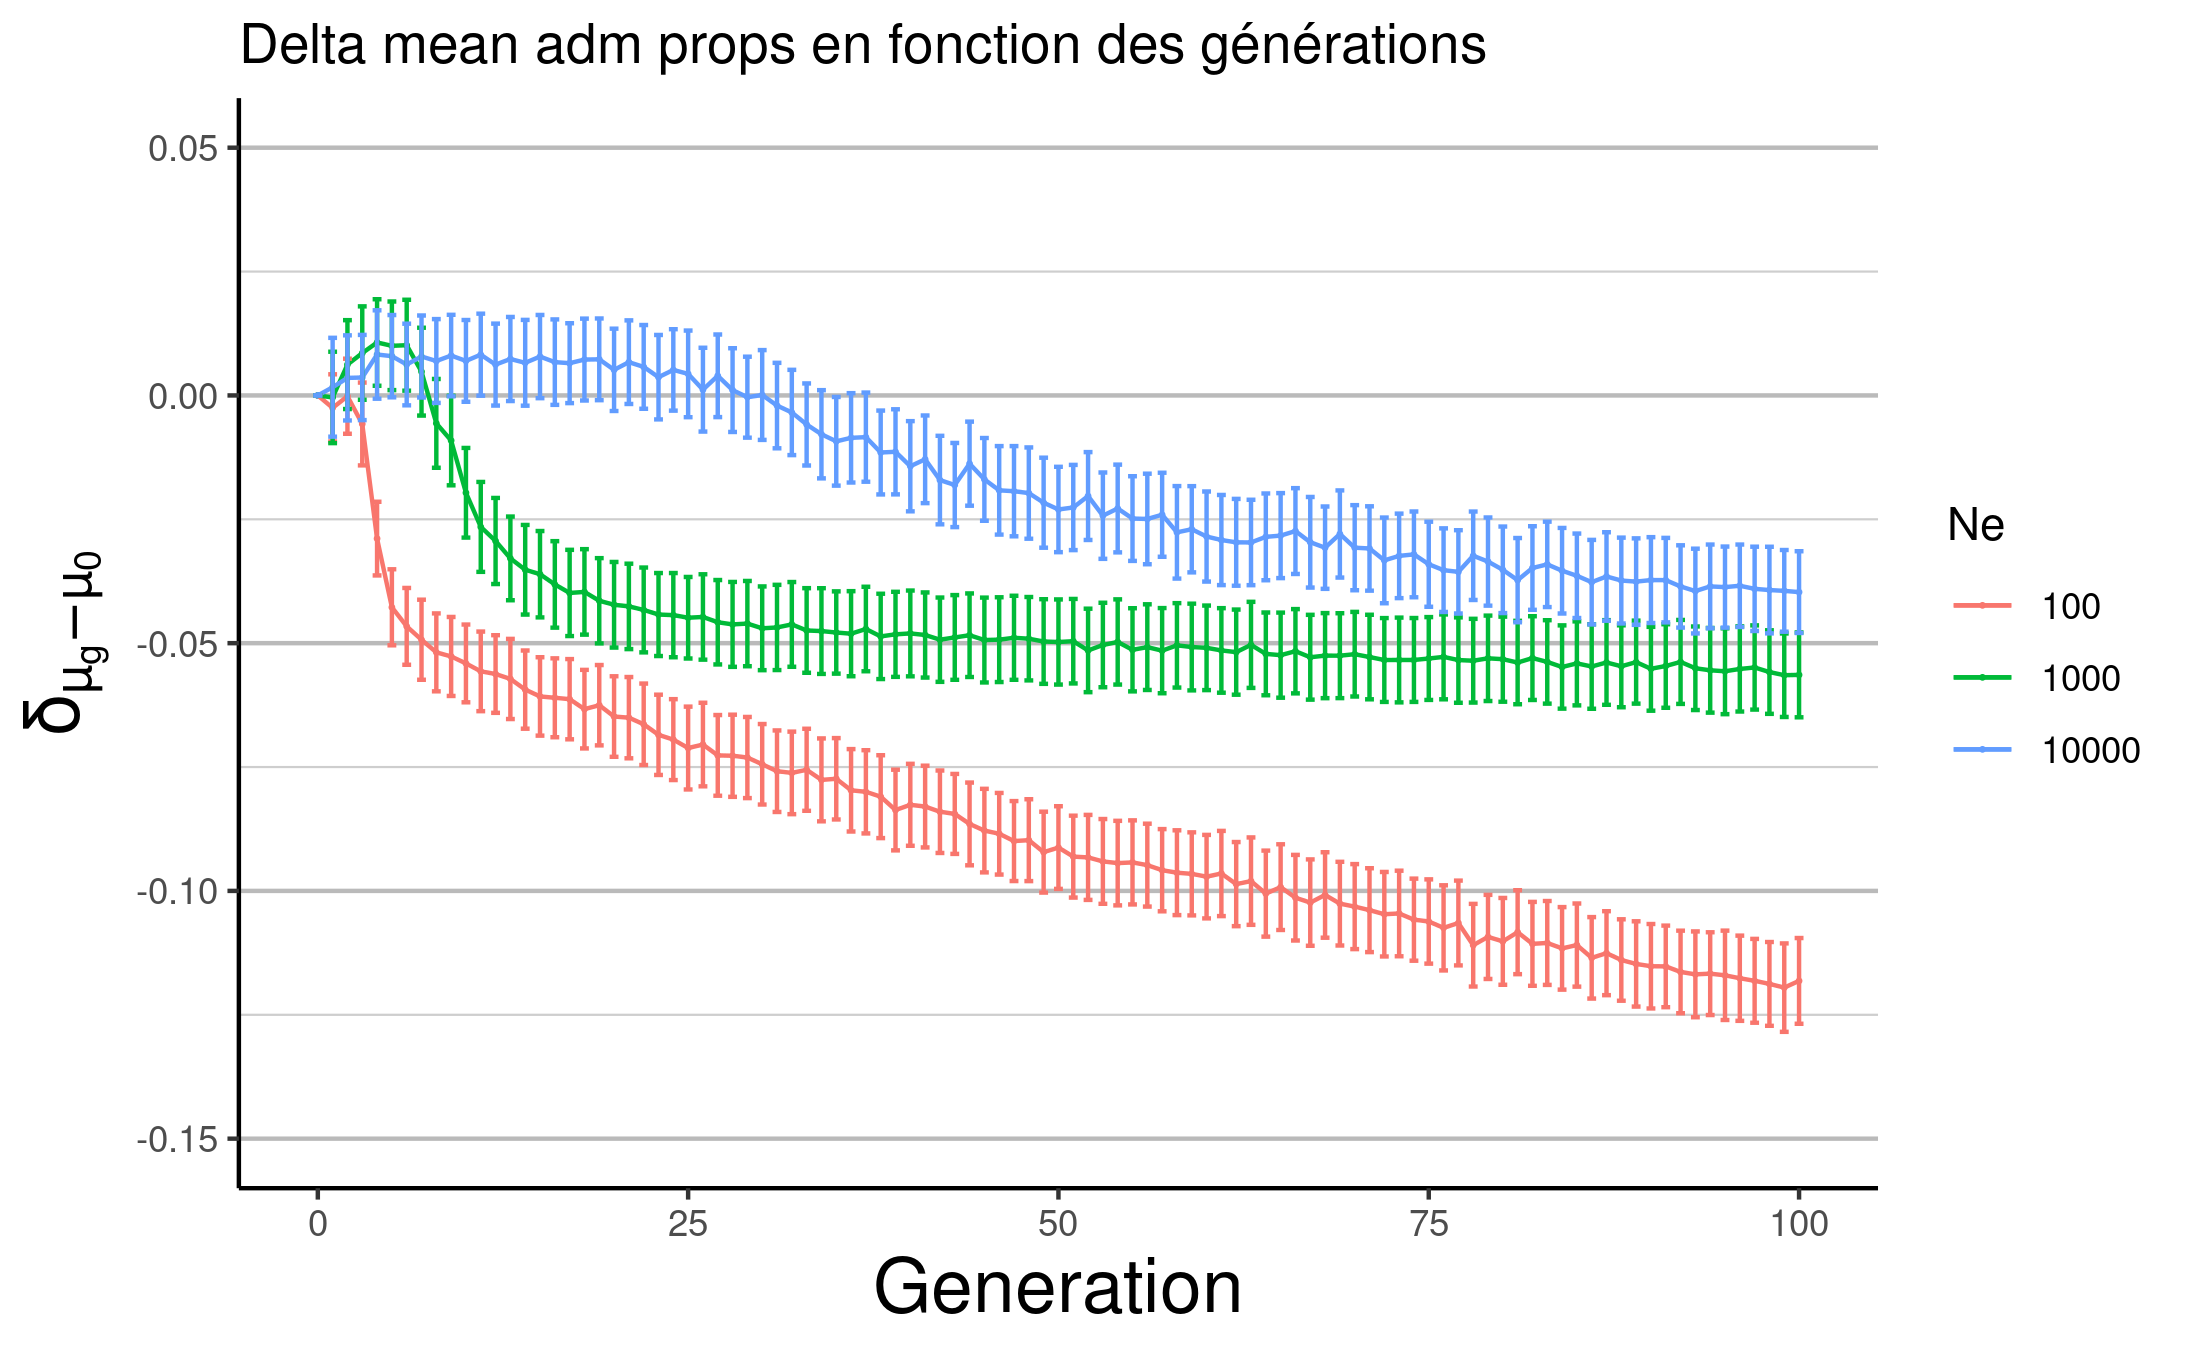 Delta mean adm props en fonction des générations
0.05
0.00
-0.05
-0.10
-0.15
δμg−μ0
0 25 50 75 100
Generation
Ne
100
1000
10000